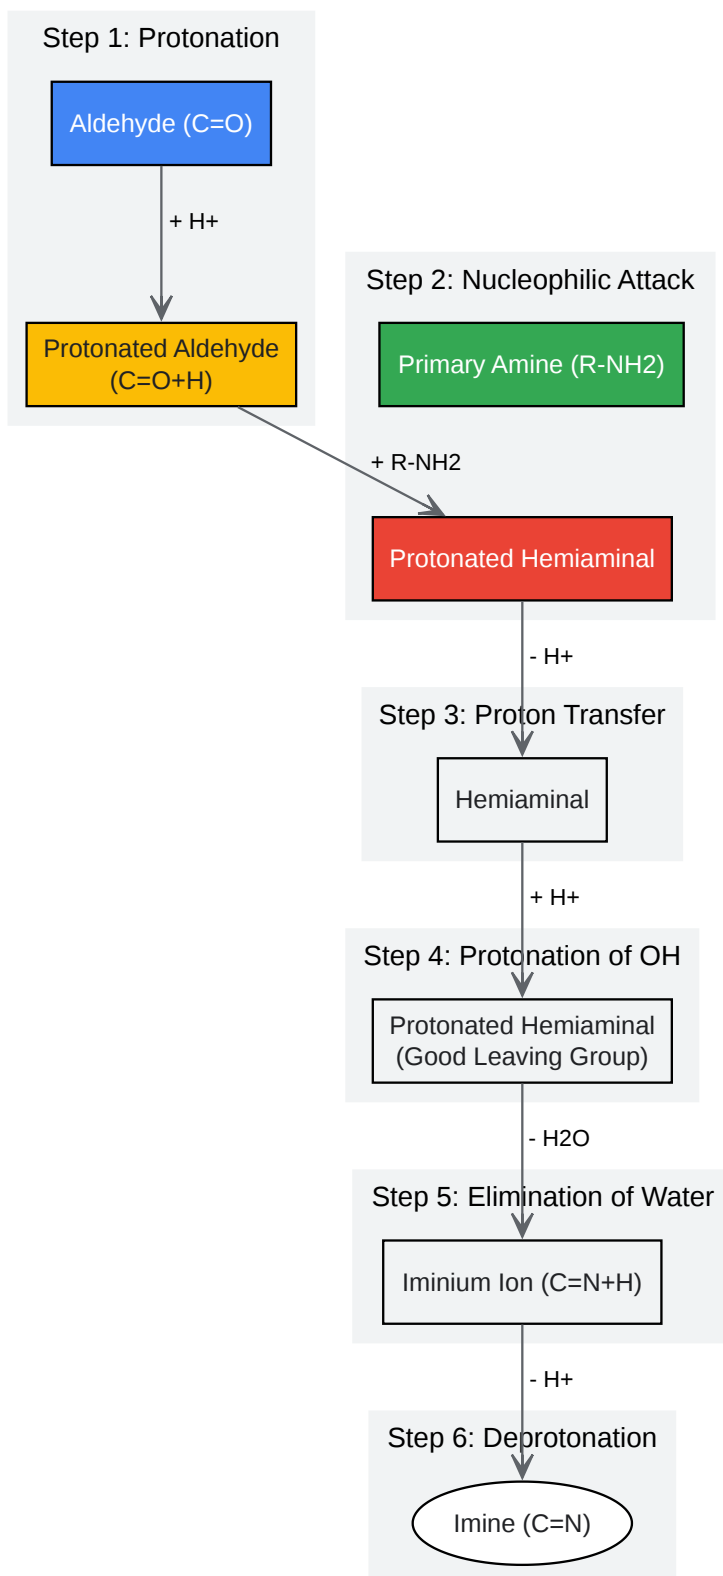 Step 1: Protonation
Aldehyde (C=O)
+ H+
Protonated Aldehyde
(C=O+H)
Step 2: Nucleophilic Attack
Primary Amine (R-NH2)
+ R-NH2
Protonated Hemiaminal
- H+
Step 3: Proton Transfer
Hemiaminal
+ H+
Step 4: Protonation of OH
Protonated Hemiaminal
(Good Leaving Group)
- H2O
Step 5: Elimination of Water
Iminium Ion (C=N+H)
- H+
Step 6: Deprotonation
Imine (C=N)